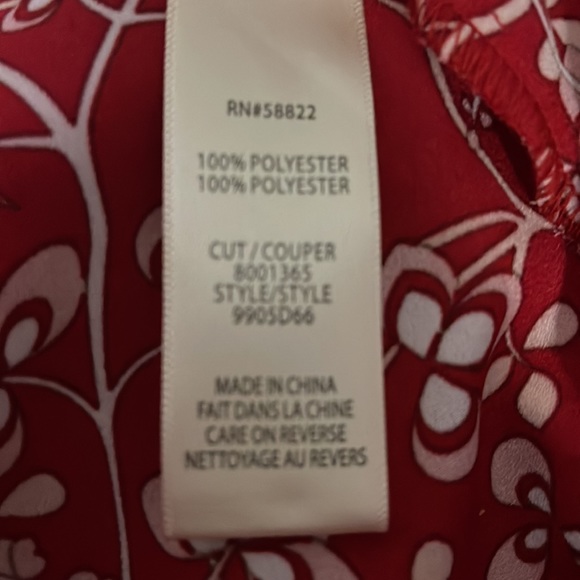 RN#58822
100% POLYESTER
100% POLYESTER
CUT / COUPER
8001365
STYLE/STYLE
9905D66
MADE IN CHINA
FAIT DANS LA CHINE
CARE ON REVERSE
NETTOYAGE AU REVERS